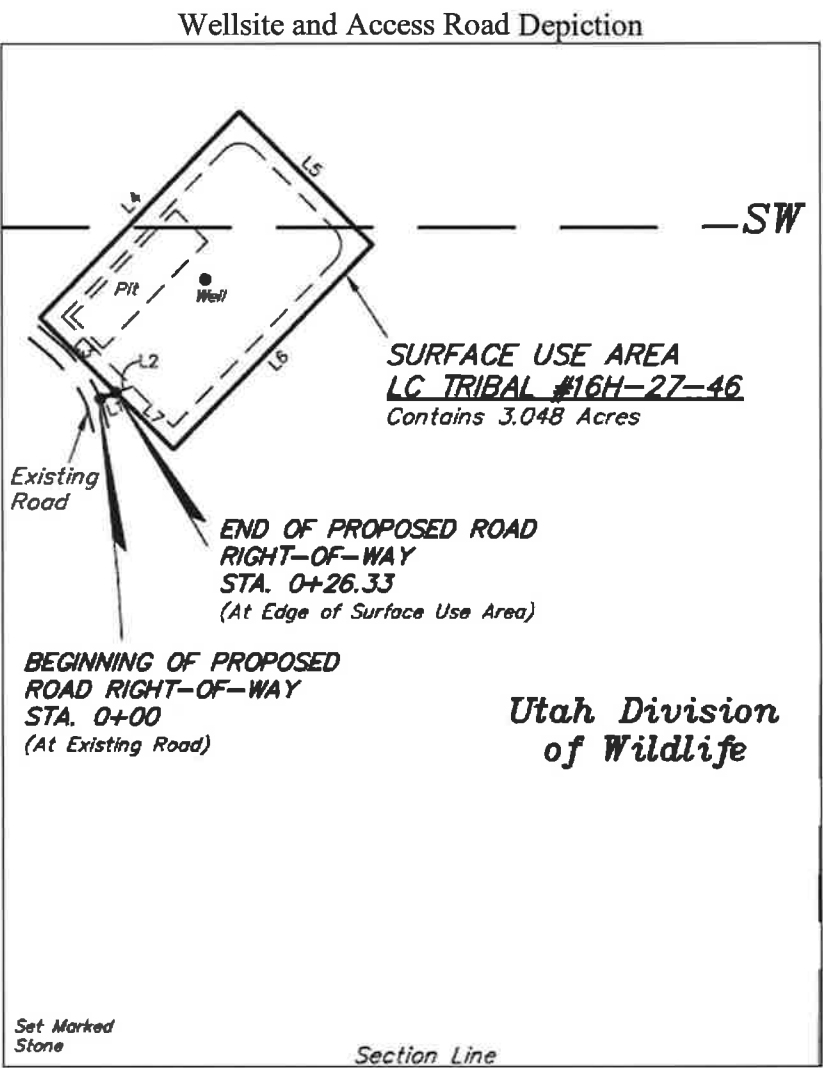 Wellsite and Access Road Depiction
L5
L4
SW
Pit
Well
L3
L2
L6
L1
L7
SURFACE USE AREA
LC TRIBAL #16H-27-46
Contains 3.048 Acres
Existing
Road
END OF PROPOSED ROAD
RIGHT-OF-WAY
STA. 0+26.33
(At Edge of Surface Use Area)
BEGINNING OF PROPOSED
ROAD RIGHT-OF-WAY
STA. 0+00
(At Existing Road)
Utah Division
of Wildlife
Set Marked
Stone
Section Line